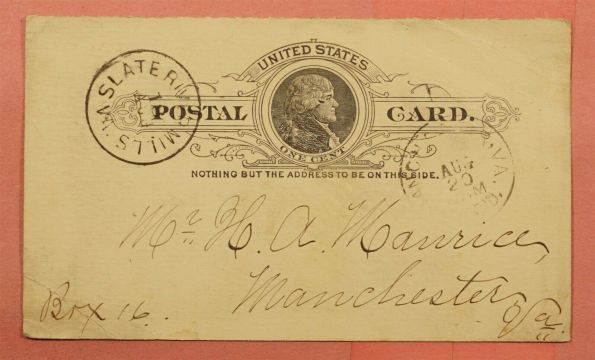 UNITED STATES
POSTAL CARD.
ONE CENT
NOTHING BUT THE ADDRESS TO BE ON THIS SIDE.
SLATER MILLS
VA.
AUG
20
M
Mr. H. A. Maurice,
Manchester
Va.
Box 16.